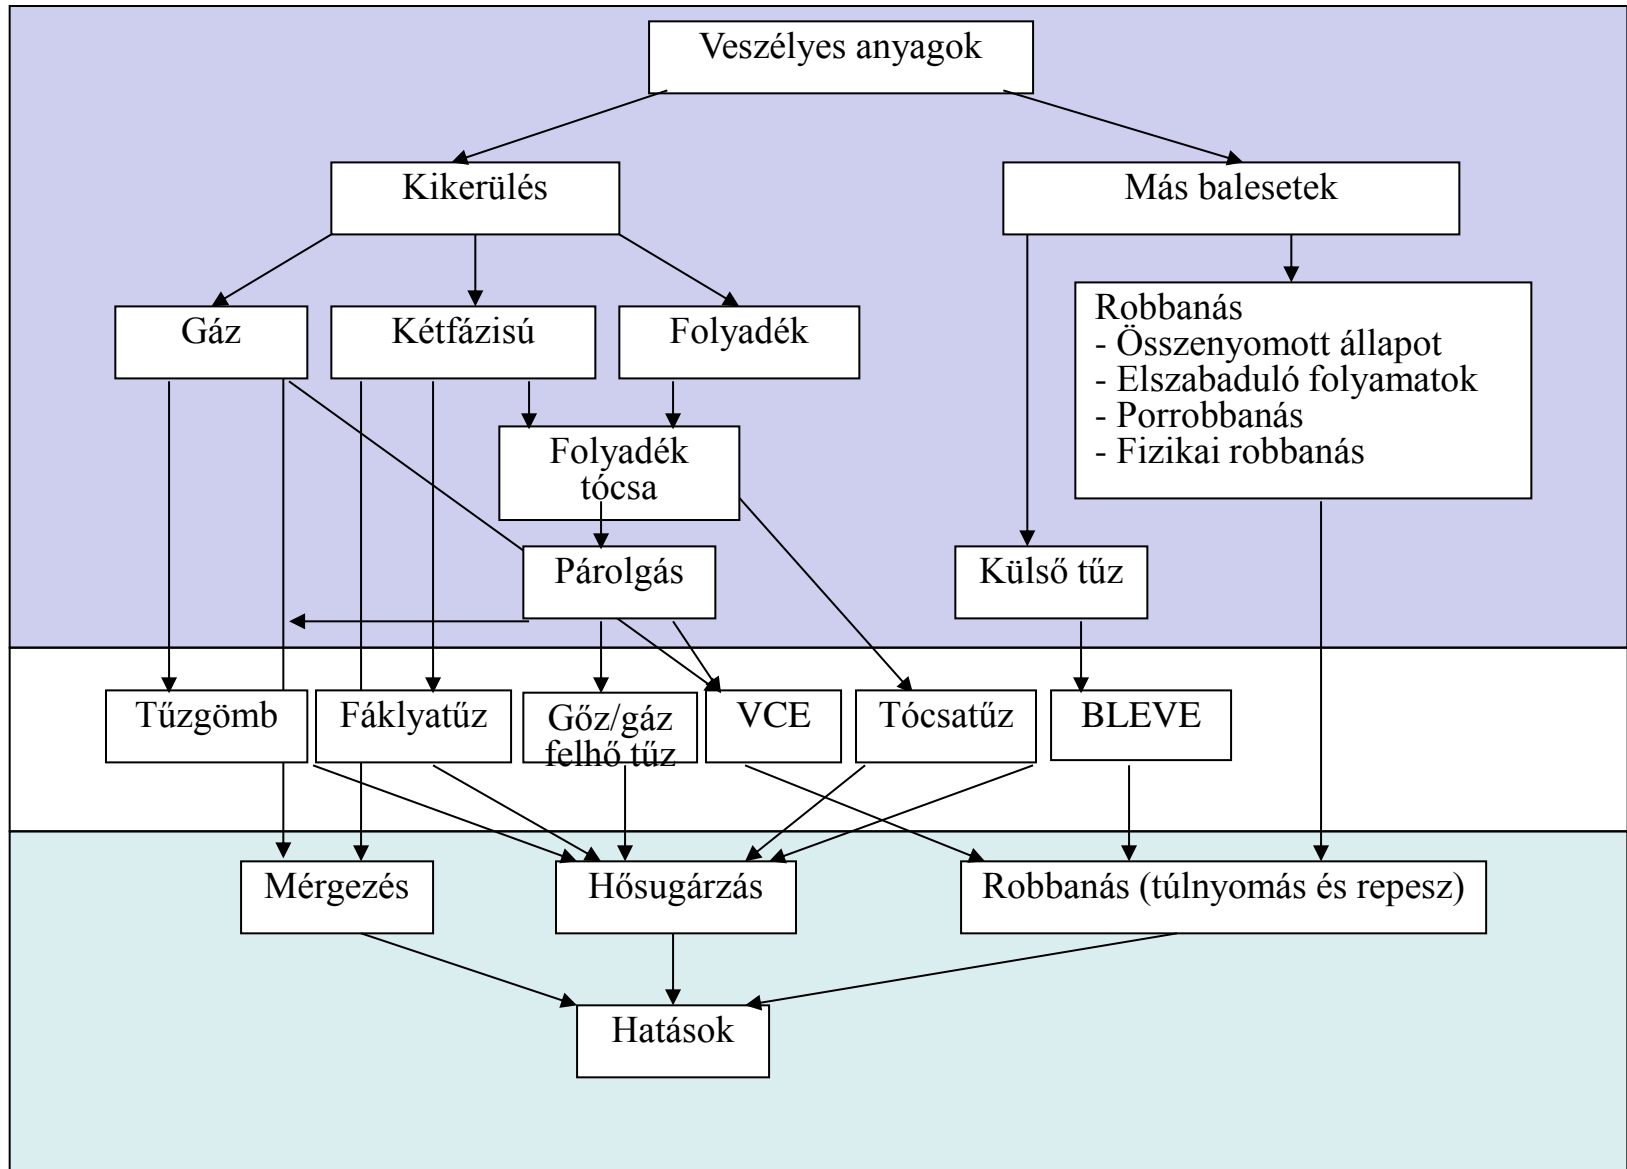 Veszélyes anyagok
Kikerülés
Más balesetek
Gáz
Kétfázisú
Folyadék
Robbanás
- Összenyomott állapot
- Elszabaduló folyamatok
- Porrobbanás
- Fizikai robbanás
Folyadék
tócsa
Párolgás
Külső tűz
Tűzgömb
Fáklyatűz
Gőz/gáz
felhő tűz
VCE
Tócsatűz
BLEVE
Mérgezés
Hősugárzás
Robbanás (túlnyomás és repesz)
Hatások